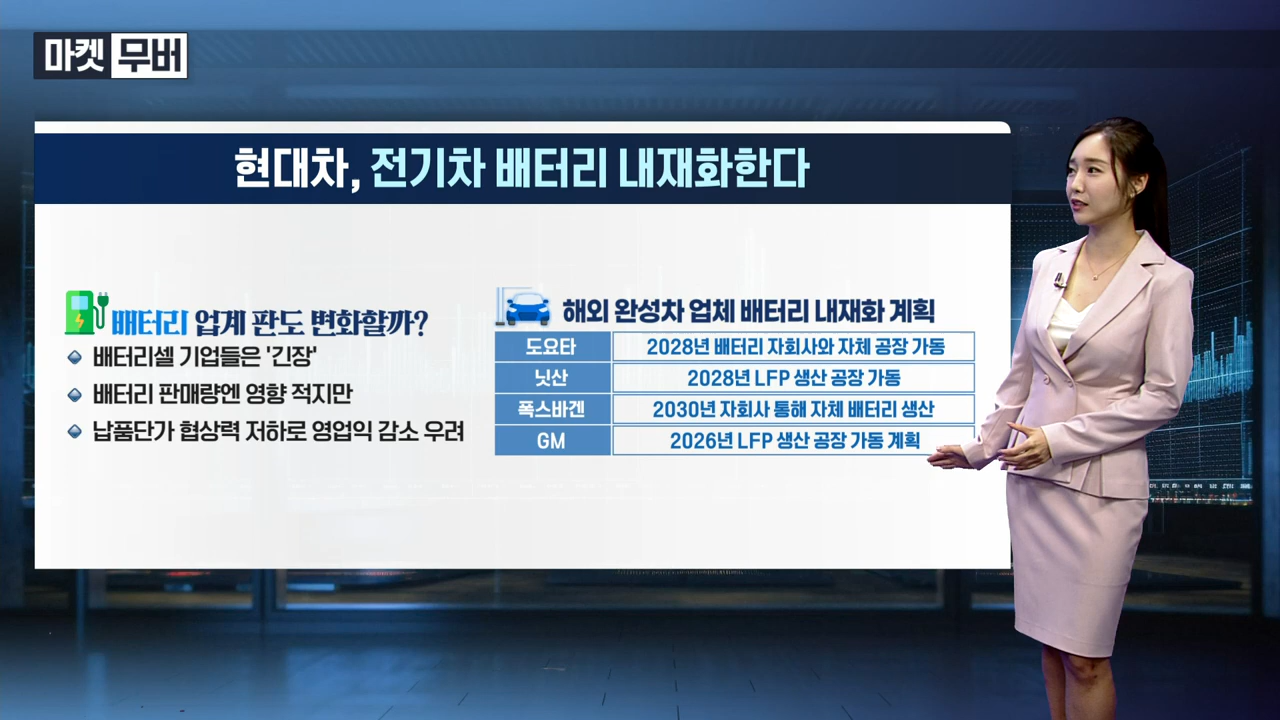 마켓 무버
현대차, 전기차 배터리 내재화한다
배터리 업계 판도 변화할까?
배터리셀 기업들은 '긴장'
배터리 판매량엔 영향 적지만
납품단가 협상력 저하로 영업익 감소 우려
해외 완성차 업체 배터리 내재화 계획
도요타 2028년 배터리 자회사와 자체 공장 가동
닛산 2028년 LFP 생산 공장 가동
폭스바겐 2030년 자회사 통해 자체 배터리 생산
GM 2026년 LFP 생산 공장 가동 계획